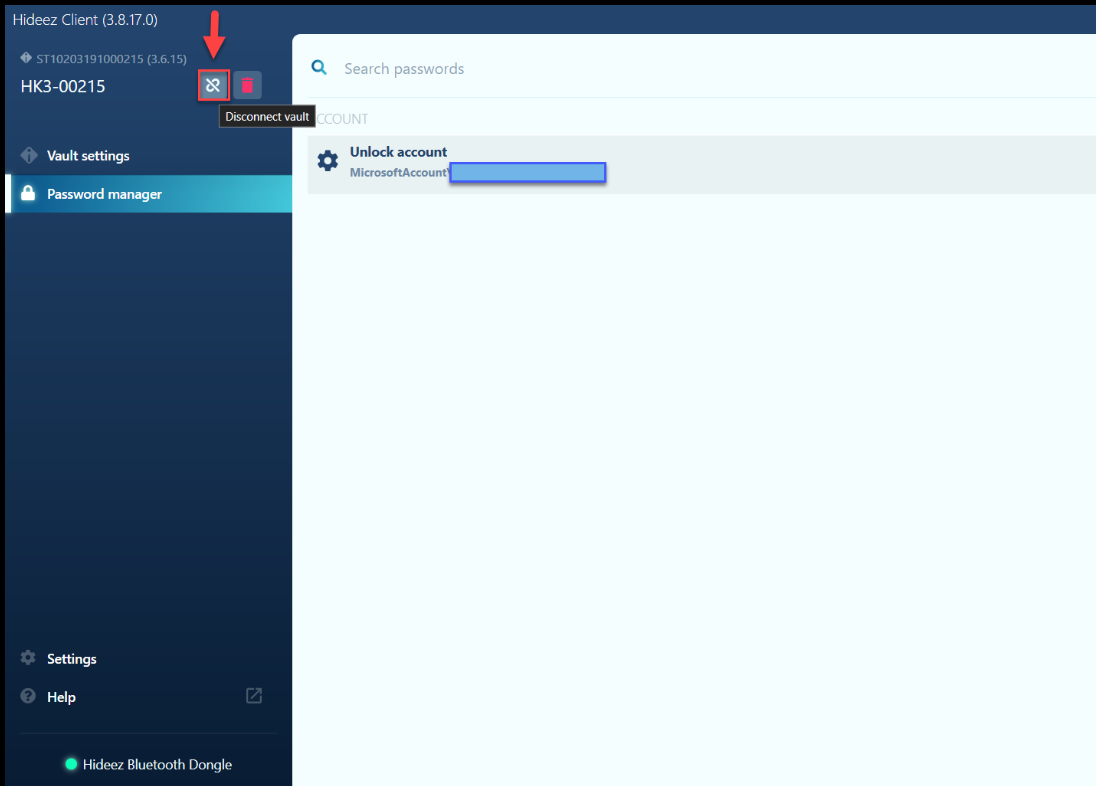 Hideez Client (3.8.17.0)
ST10203191000215 (3.6.15)
HK3-00215
Disconnect vault
Vault settings
Password manager
Settings
Help
Hideez Bluetooth Dongle
Search passwords
CCOUNT
Unlock account
MicrosoftAccount\